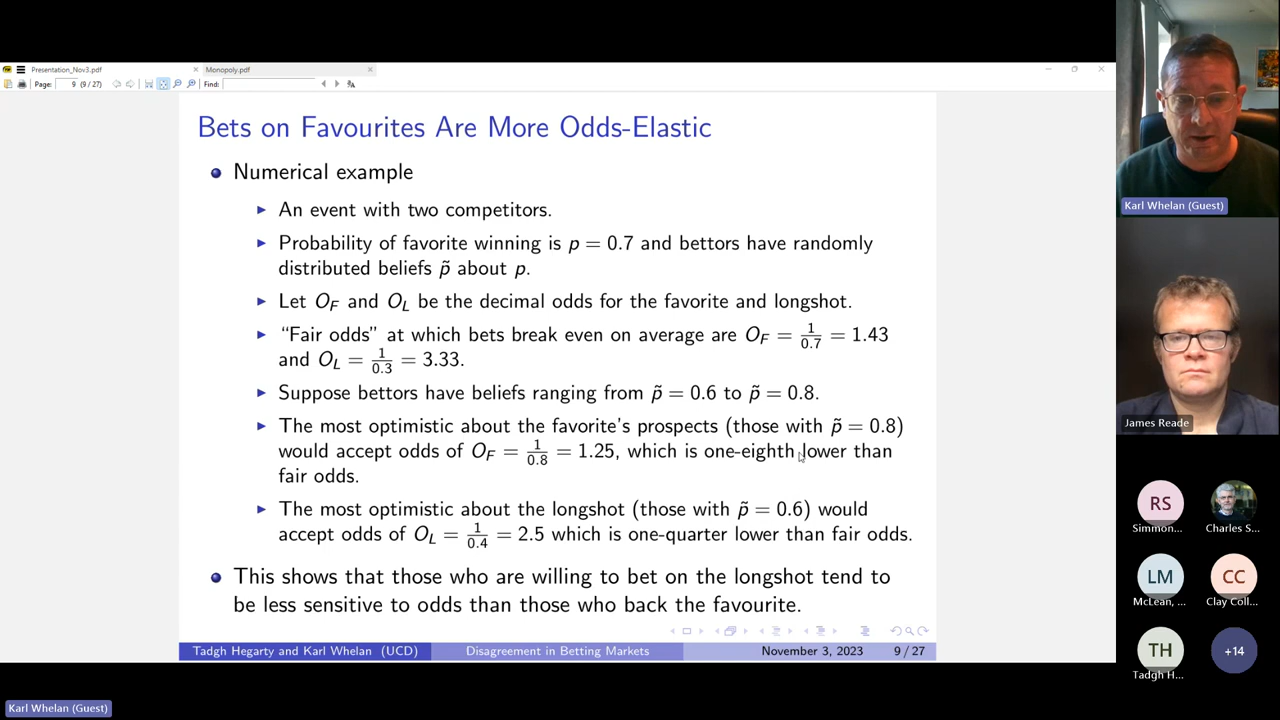 Presentation_Nov3.pdf
Monopoly.pdf
Page: 9 (9 / 27)
Find:
Bets on Favourites Are More Odds-Elastic
Numerical example
An event with two competitors.
Probability of favorite winning is p = 0.7 and bettors have randomly
distributed beliefs p̃ about p.
Let O_F and O_L be the decimal odds for the favorite and longshot.
“Fair odds” at which bets break even on average are O_F = 1/0.7 = 1.43
and O_L = 1/0.3 = 3.33.
Suppose bettors have beliefs ranging from p̃ = 0.6 to p̃ = 0.8.
The most optimistic about the favorite's prospects (those with p̃ = 0.8)
would accept odds of O_F = 1/0.8 = 1.25, which is one-eighth lower than
fair odds.
The most optimistic about the longshot (those with p̃ = 0.6) would
accept odds of O_L = 1/0.4 = 2.5 which is one-quarter lower than fair odds.
This shows that those who are willing to bet on the longshot tend to
be less sensitive to odds than those who back the favourite.
Tadgh Hegarty and Karl Whelan (UCD)
Disagreement in Betting Markets
November 3, 2023
9 / 27
Karl Whelan (Guest)
James Reade
RS
Simmon...
Charles S...
LM
McLean, ...
CC
Clay Coll...
TH
Tadgh H...
+14
Karl Whelan (Guest)